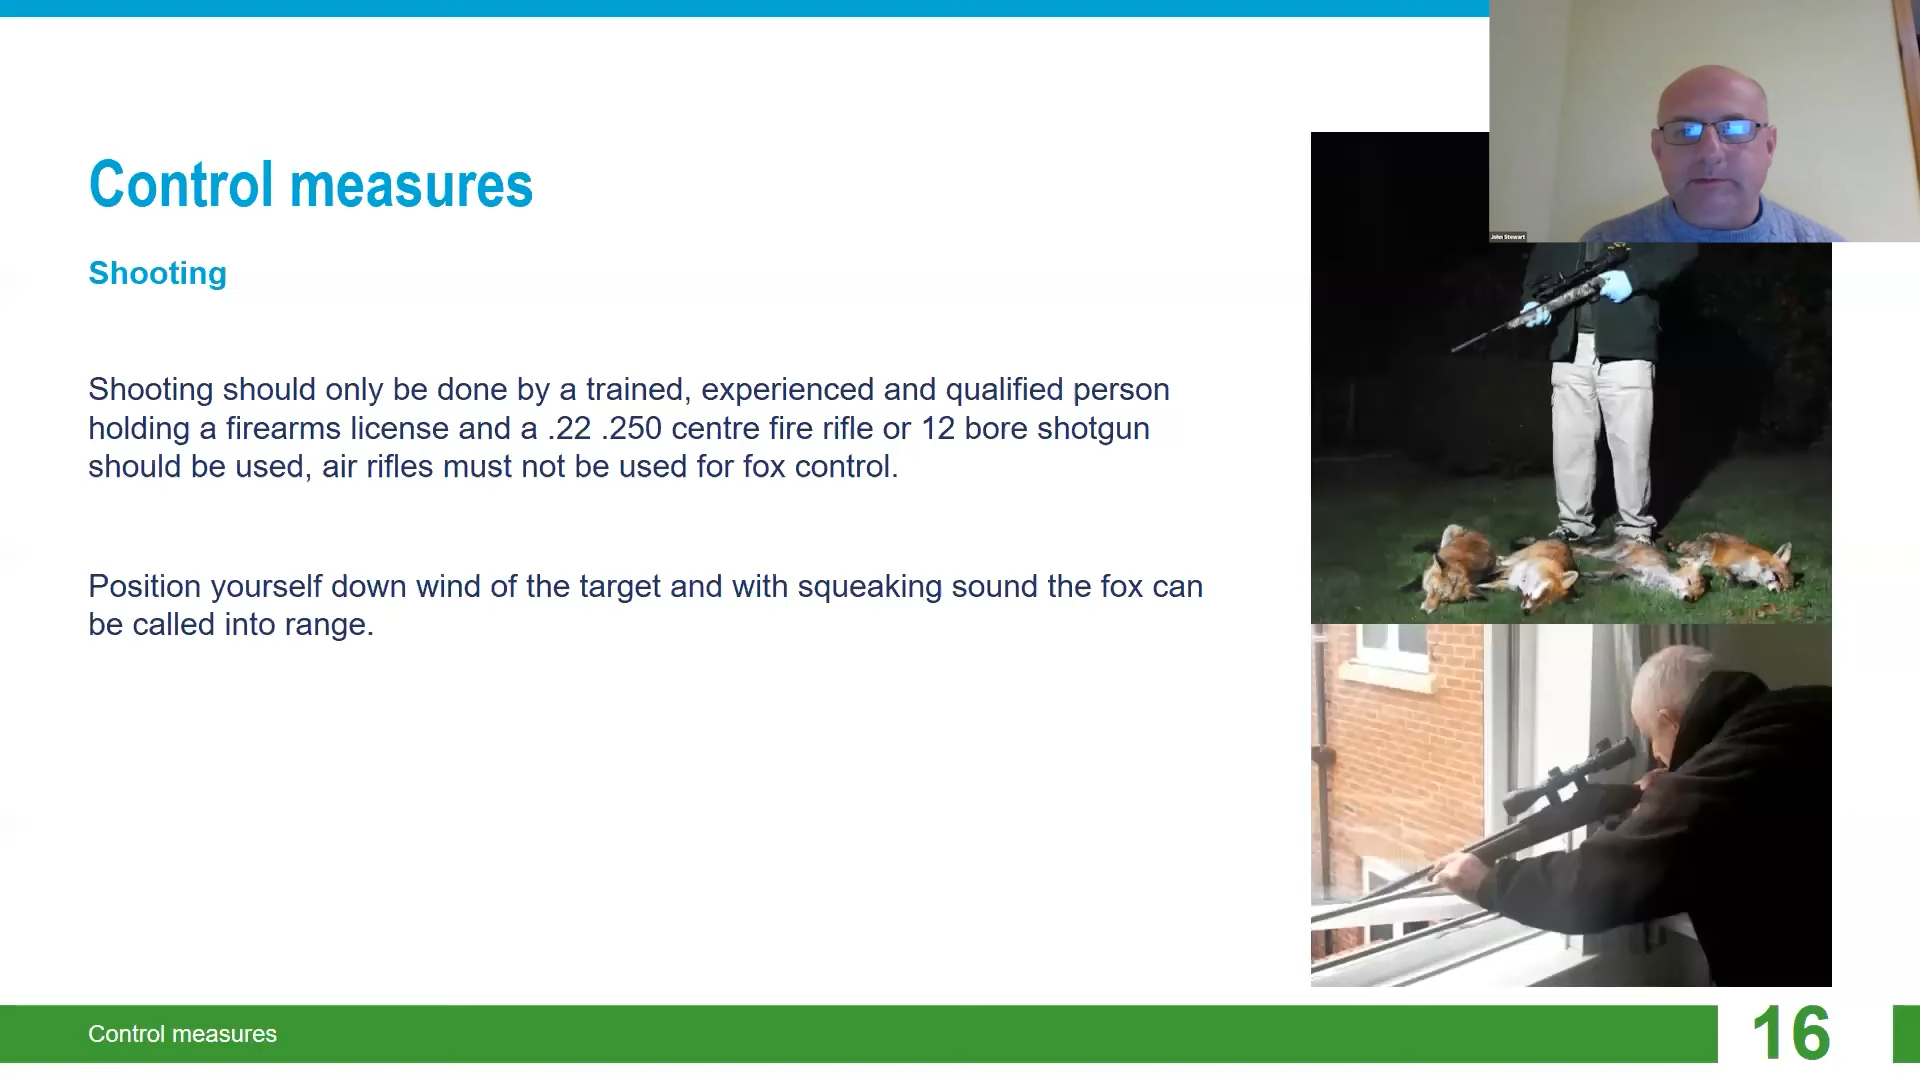 Control measures
John Stewart
Shooting
Shooting should only be done by a trained, experienced and qualified person
holding a firearms license and a .22 .250 centre fire rifle or 12 bore shotgun
should be used, air rifles must not be used for fox control.
Position yourself down wind of the target and with squeaking sound the fox can
be called into range.
Control measures
16